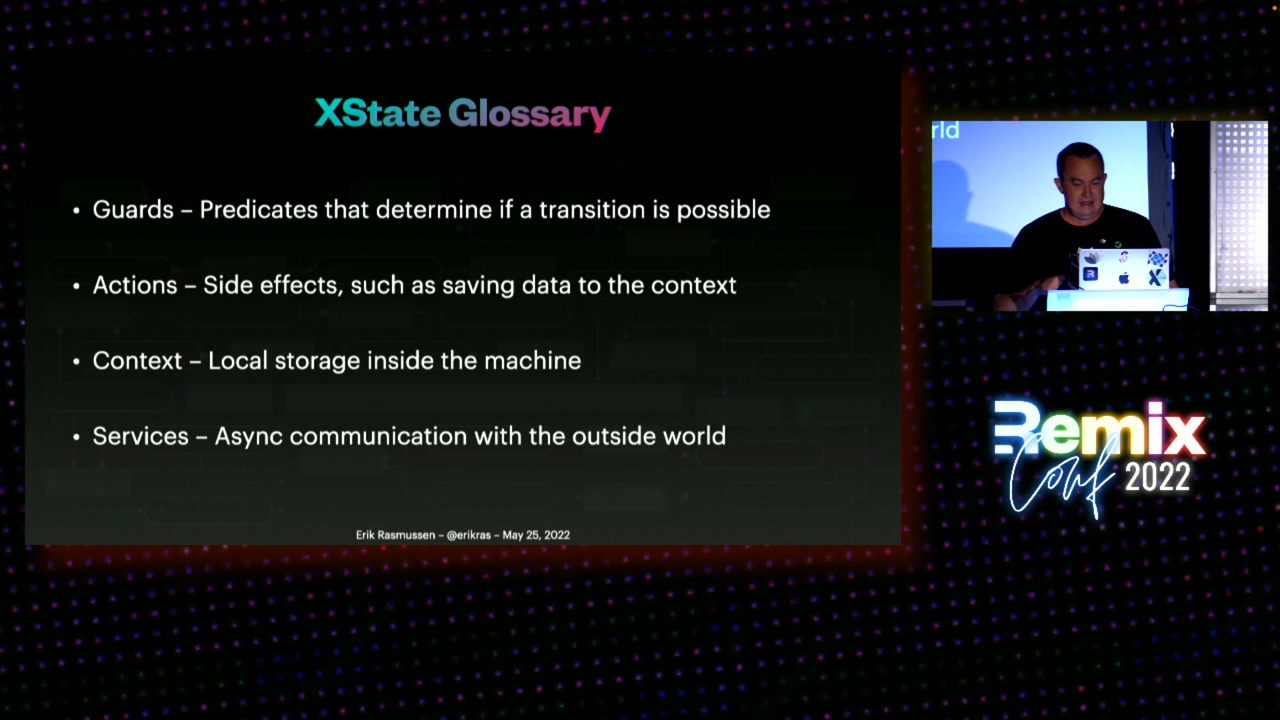 XState Glossary
• Guards – Predicates that determine if a transition is possible
• Actions – Side effects, such as saving data to the context
• Context – Local storage inside the machine
• Services – Async communication with the outside world
Erik Rasmussen – @erikras – May 25, 2022
rld
Remix
Conf 2022